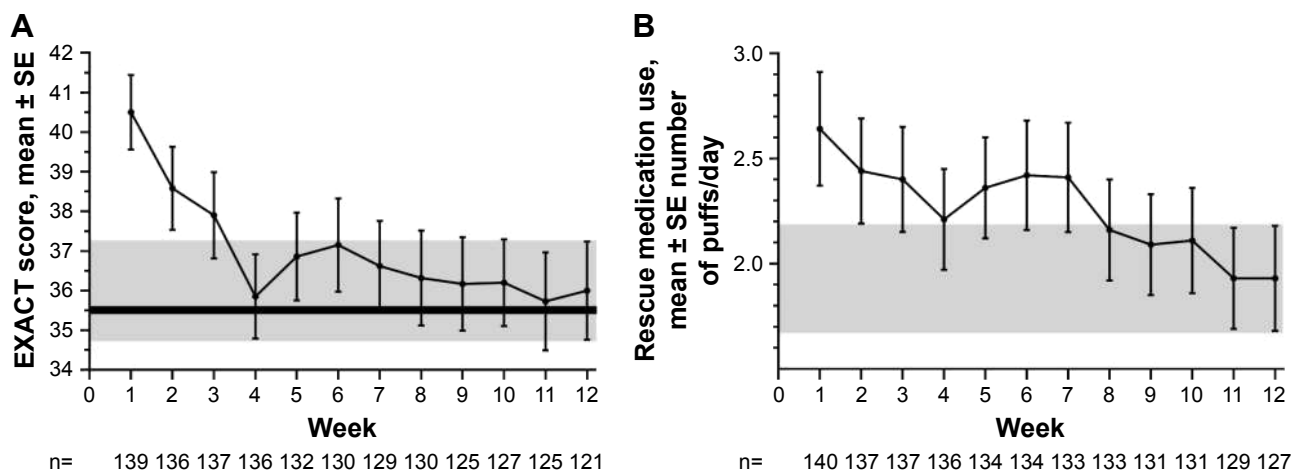 A
EXACT score, mean ± SE
42
41
40
39
38
37
36
35
34
0 1 2 3 4 5 6 7 8 9 10 11 12
Week
n= 139 136 137 136 132 130 129 130 125 127 125 121
B
Rescue medication use,
mean ± SE number
of puffs/day
3.0
2.5
2.0
0 1 2 3 4 5 6 7 8 9 10 11 12
Week
n= 140 137 137 136 134 134 133 133 131 131 129 127